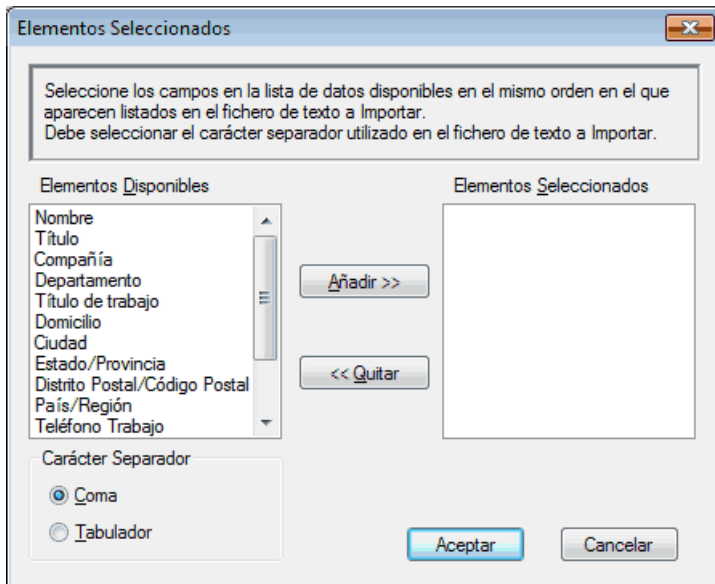 Elementos Seleccionados
Seleccione los campos en la lista de datos disponibles en el mismo orden en el que
aparecen listados en el fichero de texto a Importar.
Debe seleccionar el carácter separador utilizado en el fichero de texto a Importar.
Elementos Disponibles
Nombre
Título
Compañía
Departamento
Título de trabajo
Domicilio
Ciudad
Estado/Provincia
Distrito Postal/Código Postal
País/Región
Teléfono Trabajo
Añadir >>
<< Quitar
Elementos Seleccionados
Carácter Separador
Coma
Tabulador
Aceptar
Cancelar